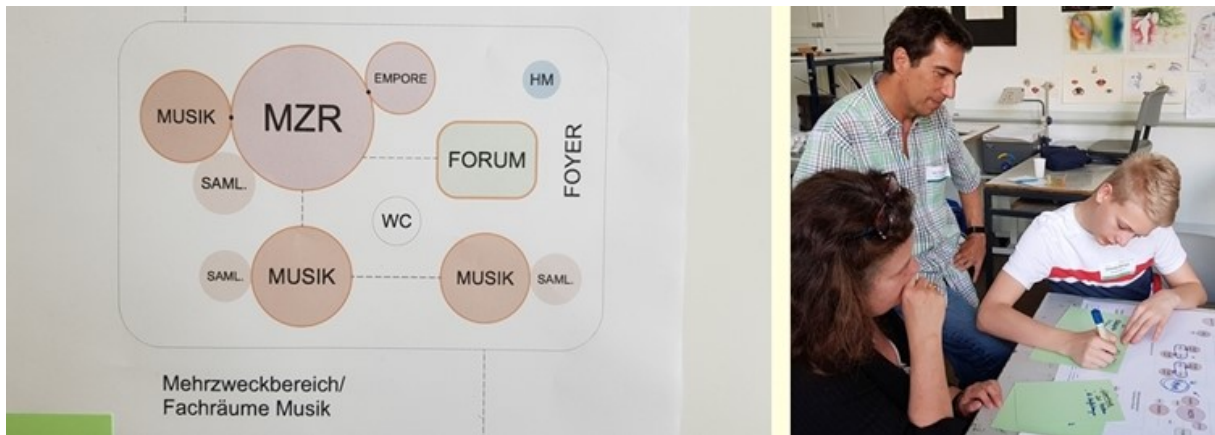 MUSIK
MZR
EMPORE
HM
SAML.
FORUM
FOYER
WC
SAML.
MUSIK
MUSIK
SAML.
Mehrzweckbereich/
Fachräume Musik